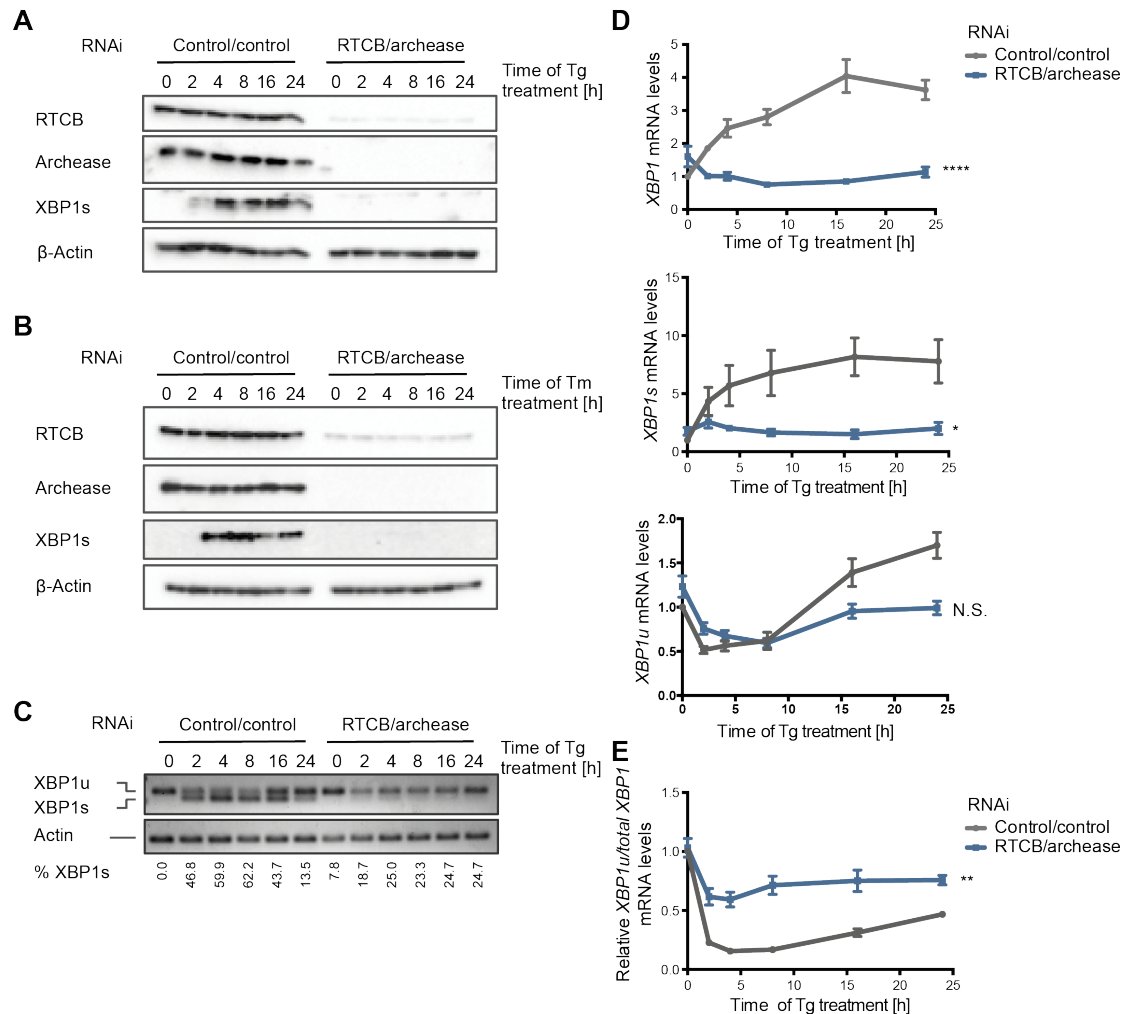 A
RNAi Control/control RTCB/archease
0 2 4 8 16 24 0 2 4 8 16 24 Time of Tg
treatment [h]
RTCB
Archease
XBP1s
β-Actin
B
RNAi Control/control RTCB/archease
0 2 4 8 16 24 0 2 4 8 16 24 Time of Tm
treatment [h]
RTCB
Archease
XBP1s
β-Actin
C
RNAi Control/control RTCB/archease
0 2 4 8 16 24 0 2 4 8 16 24 Time of Tg
treatment [h]
XBP1u
XBP1s
Actin
% XBP1s 0.0 46.8 59.9 62.2 43.7 13.5 7.8 18.7 25.0 23.3 24.7 24.7
D
RNAi
Control/control
RTCB/archease
XBP1 mRNA levels
5
4
3
2
1
0
****
0 5 10 15 20 25
Time of Tg treatment [h]
XBP1s mRNA levels
15
10
5
0
*
0 5 10 15 20 25
Time of Tg treatment [h]
XBP1u mRNA levels
2.0
1.5
1.0
0.5
0.0
N.S.
0 5 10 15 20 25
Time of Tg treatment [h]
E
RNAi
Control/control
RTCB/archease
Relative XBP1u/total XBP1
mRNA levels
1.5
1.0
0.5
0.0
**
0 5 10 15 20 25
Time of Tg treatment [h]